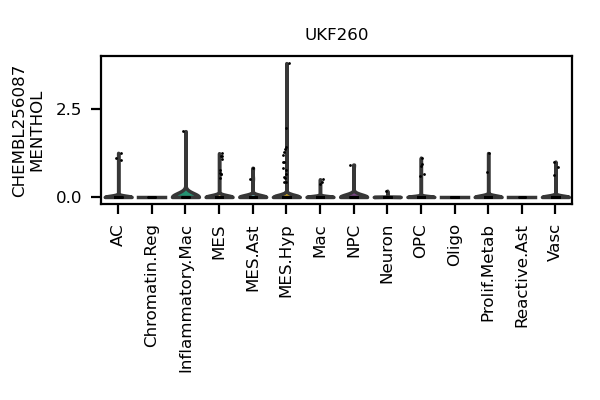 UKF260
CHEMBL256087
MENTHOL
2.5
0.0
AC
Chromatin.Reg
Inflammatory.Mac
MES
MES.Ast
MES.Hyp
Mac
NPC
Neuron
OPC
Oligo
Prolif.Metab
Reactive.Ast
Vasc